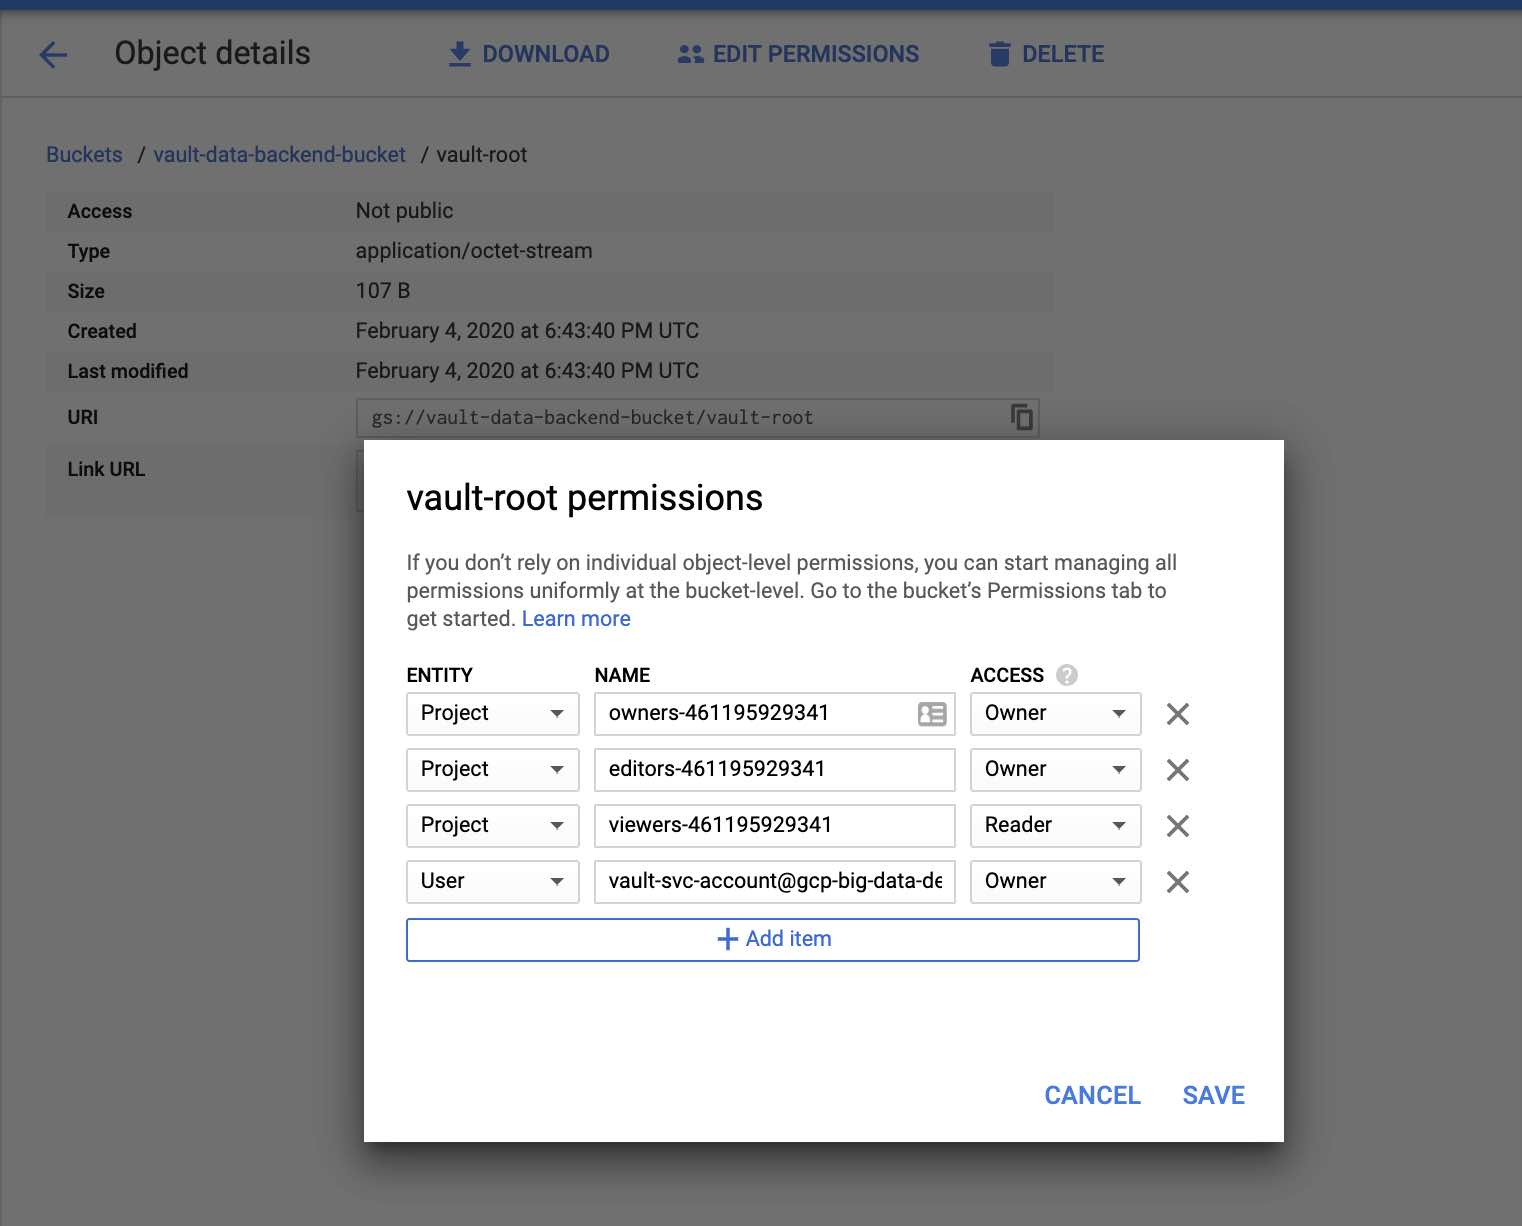 Object details DOWNLOAD EDIT PERMISSIONS DELETE
Buckets / vault-data-backend-bucket / vault-root
Access Not public
Type application/octet-stream
Size 107 B
Created February 4, 2020 at 6:43:40 PM UTC
Last modified February 4, 2020 at 6:43:40 PM UTC
URI gs://vault-data-backend-bucket/vault-root
Link URL
vault-root permissions
If you don’t rely on individual object-level permissions, you can start managing all
permissions uniformly at the bucket-level. Go to the bucket’s Permissions tab to
get started. Learn more
ENTITY NAME ACCESS ?
Project owners-461195929341 Owner
Project editors-461195929341 Owner
Project viewers-461195929341 Reader
User vault-svc-account@gcp-big-data-de Owner
+ Add item
CANCEL SAVE